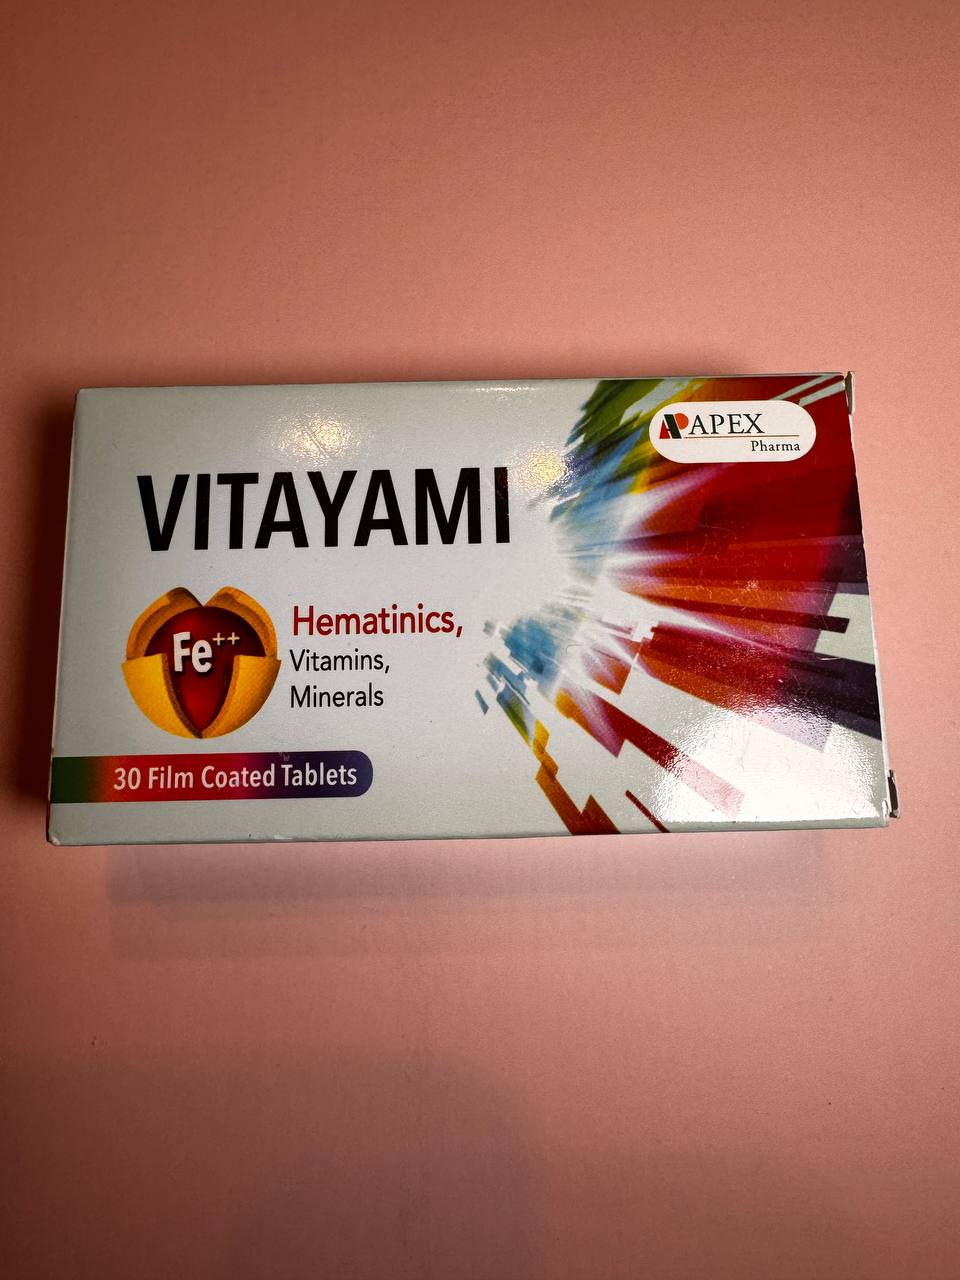 APEX
Pharma
VITAYAMI
Fe++
Hematinics,
Vitamins,
Minerals
30 Film Coated Tablets